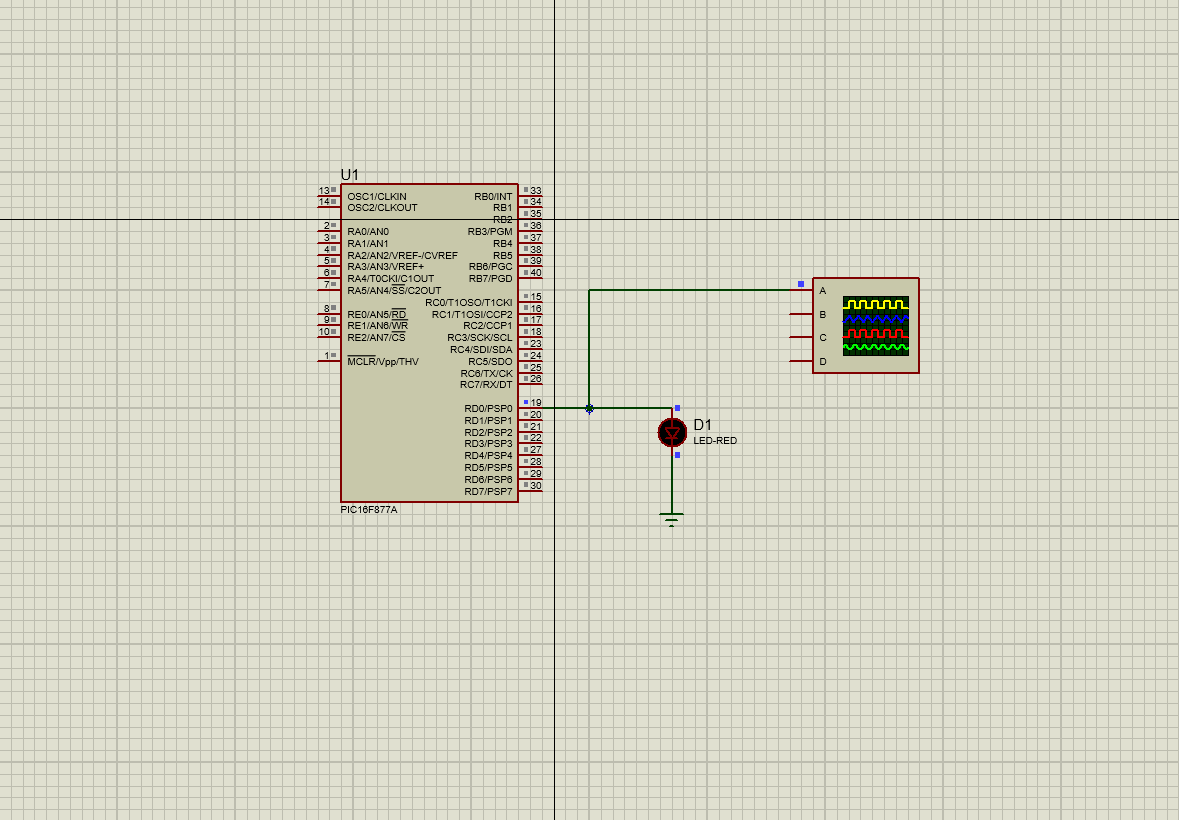 U1
13 OSC1/CLKIN RB0/INT 33
14 OSC2/CLKOUT RB1 34
RB2 35
2 RA0/AN0 RB3/PGM 36
3 RA1/AN1 RB4 37
4 RA2/AN2/VREF-/CVREF RB5 38
5 RA3/AN3/VREF+ RB6/PGC 39
6 RA4/T0CKI/C1OUT RB7/PGD 40
7 RA5/AN4/SS/C2OUT
RC0/T1OSO/T1CKI 15
8 RE0/AN5/RD RC1/T1OSI/CCP2 16
9 RE1/AN6/WR RC2/CCP1 17
10 RE2/AN7/CS RC3/SCK/SCL 18
RC4/SDI/SDA 23
1 MCLR/Vpp/THV RC5/SDO 24
RC6/TX/CK 25
RC7/RX/DT 26
RD0/PSP0 19
RD1/PSP1 20
RD2/PSP2 21
RD3/PSP3 22
RD4/PSP4 27
RD5/PSP5 28
RD6/PSP6 29
RD7/PSP7 30
PIC16F877A
A
B
C
D
D1
LED-RED